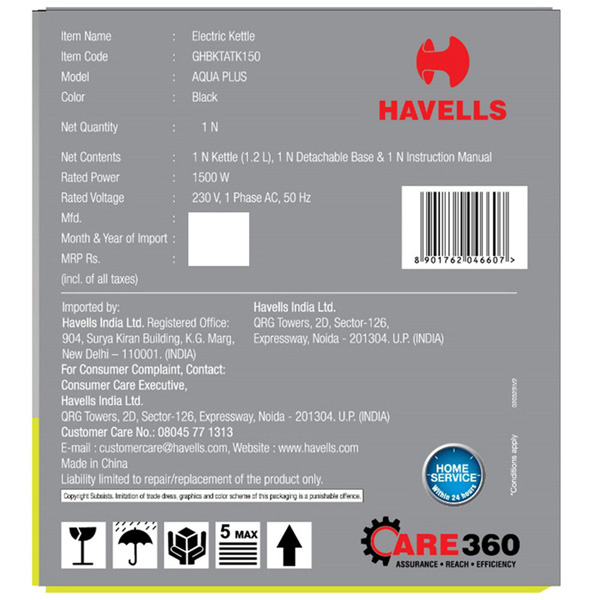 Item Name : Electric Kettle
Item Code : GHBKTATK150
Model : AQUA PLUS
Color : Black
HAVELLS
Net Quantity : 1 N
Net Contents : 1 N Kettle (1.2 L), 1 N Detachable Base & 1 N Instruction Manual
Rated Power : 1500 W
Rated Voltage : 230 V, 1 Phase AC, 50 Hz
Mfd. :
Month & Year of Import :
MRP Rs. :
(incl. of all taxes)
8 901762 046607 >
Imported by:
Havells India Ltd. Registered Office:
904, Surya Kiran Building, K.G. Marg,
New Delhi – 110001. (INDIA)
Havells India Ltd.
QRG Towers, 2D, Sector-126,
Expressway, Noida - 201304. U.P. (INDIA)
For Consumer Complaint, Contact:
Consumer Care Executive,
Havells India Ltd.
QRG Towers, 2D, Sector-126, Expressway, Noida - 201304. U.P. (INDIA)
Customer Care No.: 08045 77 1313
E-mail : customercare@havells.com, Website : www.havells.com
Made in China
Liability limited to repair/replacement of the product only.
Copyright Subsists. Imitation of trade dress, graphics and color scheme of this packaging is a punishable offence.
HOME
SERVICE*
Within 24 hours
*Conditions apply
5
MAX
CARE360
ASSURANCE • REACH • EFFICIENCY